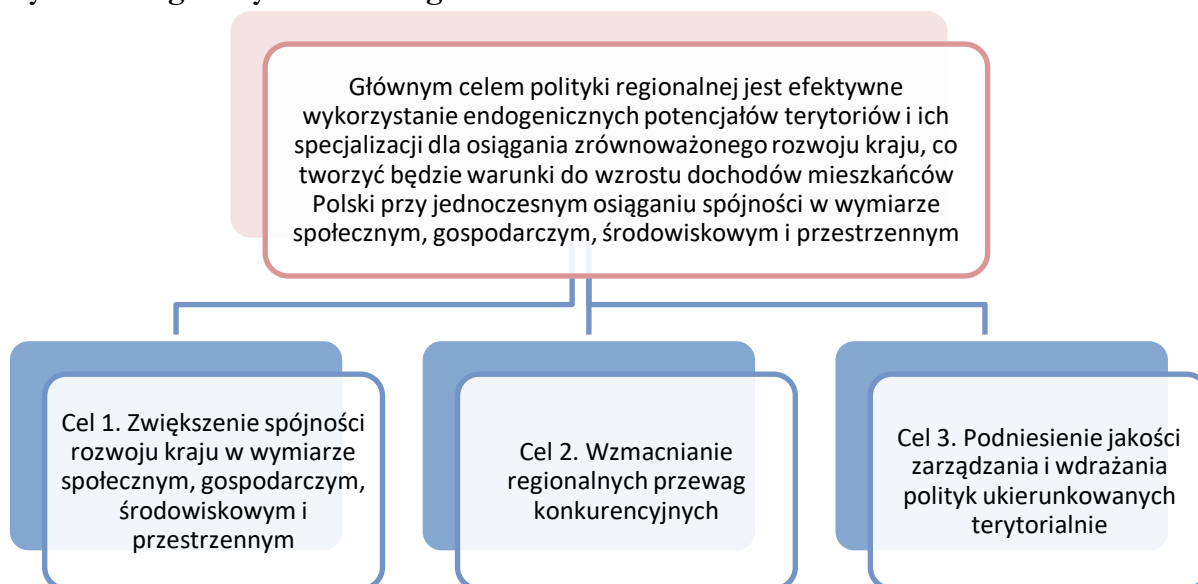 Głównym celem polityki regionalnej jest efektywne
wykorzystanie endogenicznych potencjałów terytoriów i ich
specjalizacji dla osiągania zrównoważonego rozwoju kraju, co
tworzyć będzie warunki do wzrostu dochodów mieszkańców
Polski przy jednoczesnym osiąganiu spójności w wymiarze
społecznym, gospodarczym, środowiskowym i przestrzennym
Cel 1. Zwiększenie spójności
rozwoju kraju w wymiarze
społecznym, gospodarczym,
środowiskowym i
przestrzennym
Cel 2. Wzmacnianie
regionalnych przewag
konkurencyjnych
Cel 3. Podniesienie jakości
zarządzania i wdrażania
polityk ukierunkowanych
terytorialnie